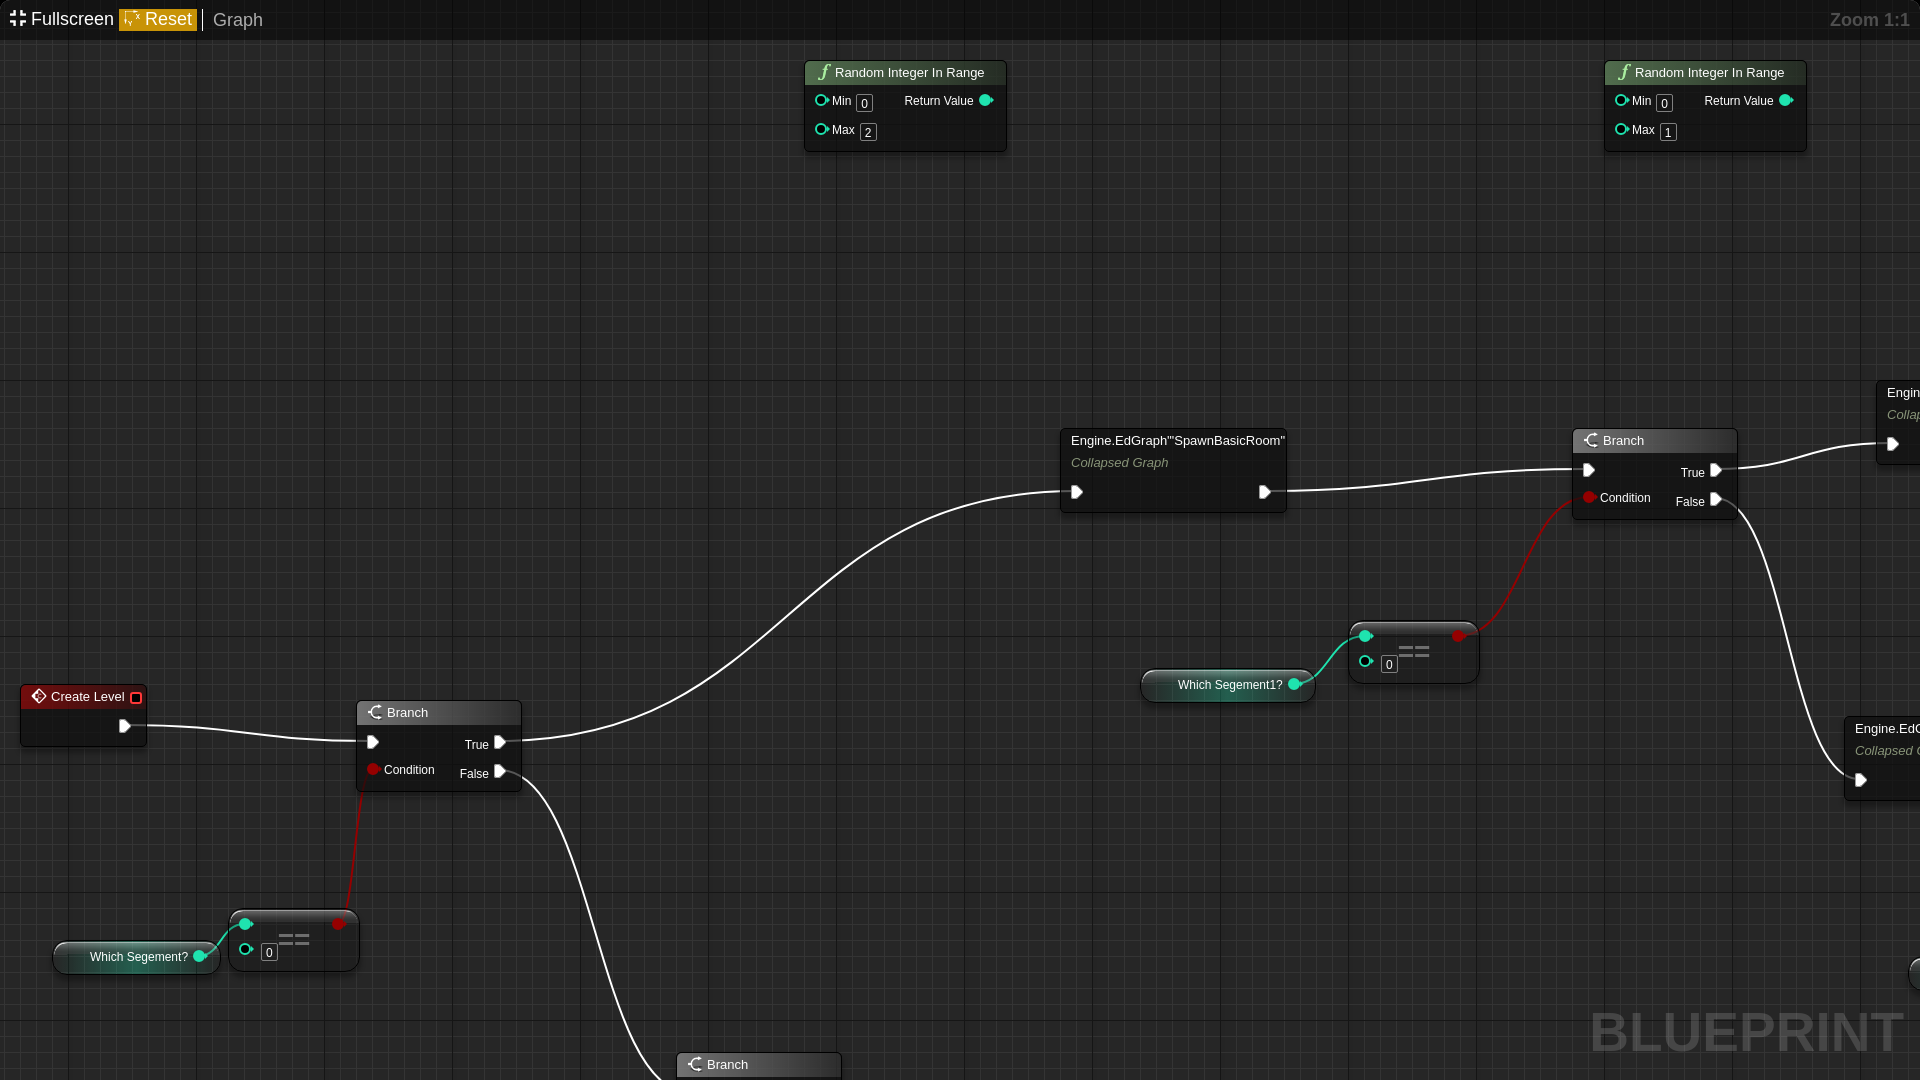 Fullscreen Reset Graph Zoom 1:1
Random Integer In Range
Min 0 Return Value
Max 2
Random Integer In Range
Min 0 Return Value
Max 1
Engine.EdGraph'"SpawnBasicRoom"
Collapsed Graph
Branch
True
Condition False
Engin
Collap
Which Segement1?
0
==
Create Level
Branch
True
Condition False
Engine.EdG
Collapsed
Which Segement?
0
==
Branch
BLUEPRINT